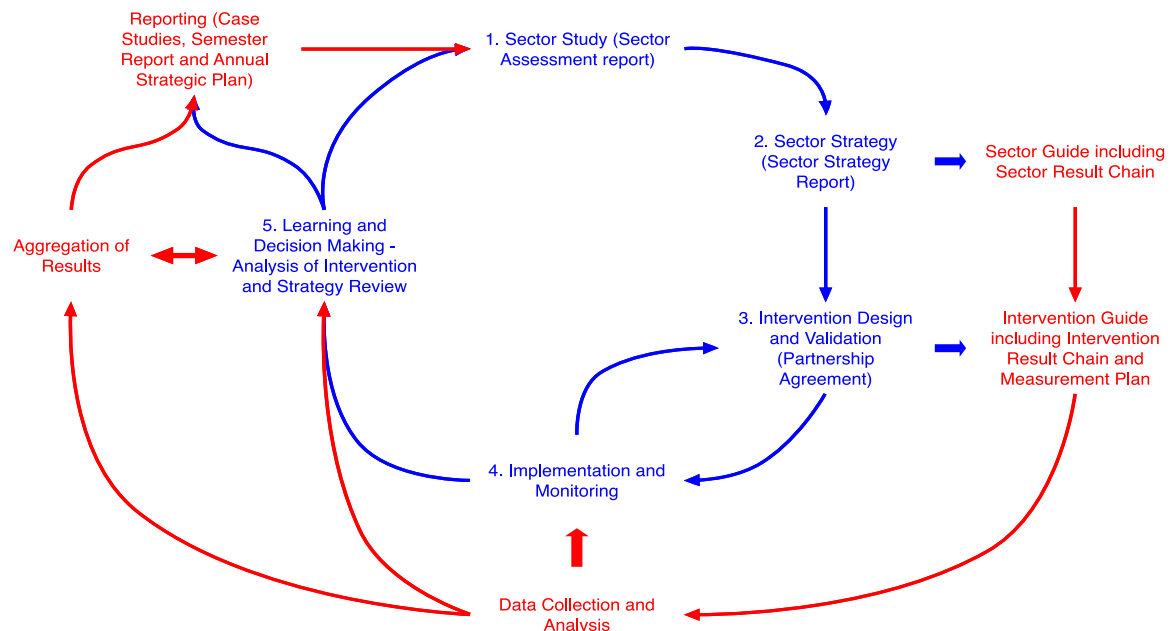 Reporting (Case
Studies, Semester
Report and Annual
Strategic Plan)
1. Sector Study (Sector
Assessment report)
2. Sector Strategy
(Sector Strategy
Report)
Sector Guide including
Sector Result Chain
Aggregation of
Results
5. Learning and
Decision Making -
Analysis of Intervention
and Strategy Review
3. Intervention Design
and Validation
(Partnership
Agreement)
Intervention Guide
including Intervention
Result Chain and
Measurement Plan
4. Implementation and
Monitoring
Data Collection and
Analysis